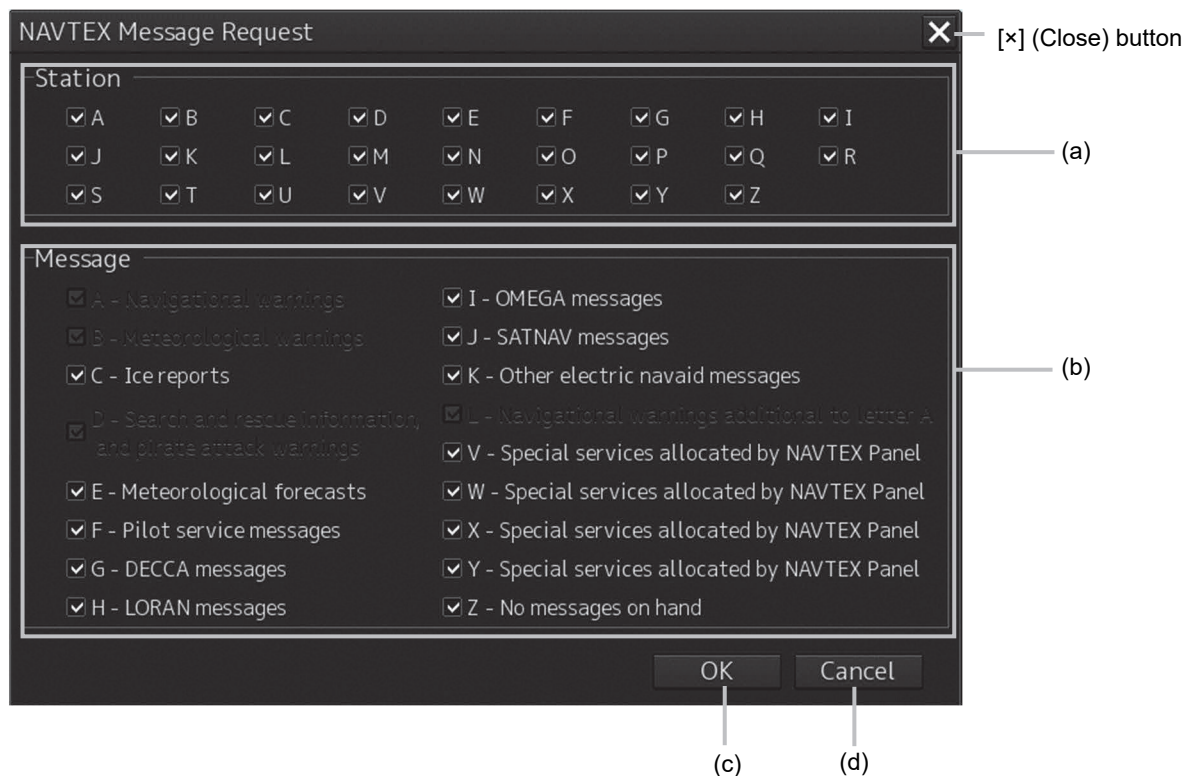 NAVTEX Message Request
[×] (Close) button
Station
A B C D E F G H I
J K L M N O P Q R
S T U V W X Y Z
(a)
Message
A - Navigational warnings
B - Meteorological warnings
C - Ice reports
D - Search and rescue information,
and pirate attack warnings
E - Meteorological forecasts
F - Pilot service messages
G - DECCA messages
H - LORAN messages
I - OMEGA messages
J - SATNAV messages
K - Other electric navaid messages
L - Navigational warnings additional to letter A
V - Special services allocated by NAVTEX Panel
W - Special services allocated by NAVTEX Panel
X - Special services allocated by NAVTEX Panel
Y - Special services allocated by NAVTEX Panel
Z - No messages on hand
(b)
OK
Cancel
(c)
(d)